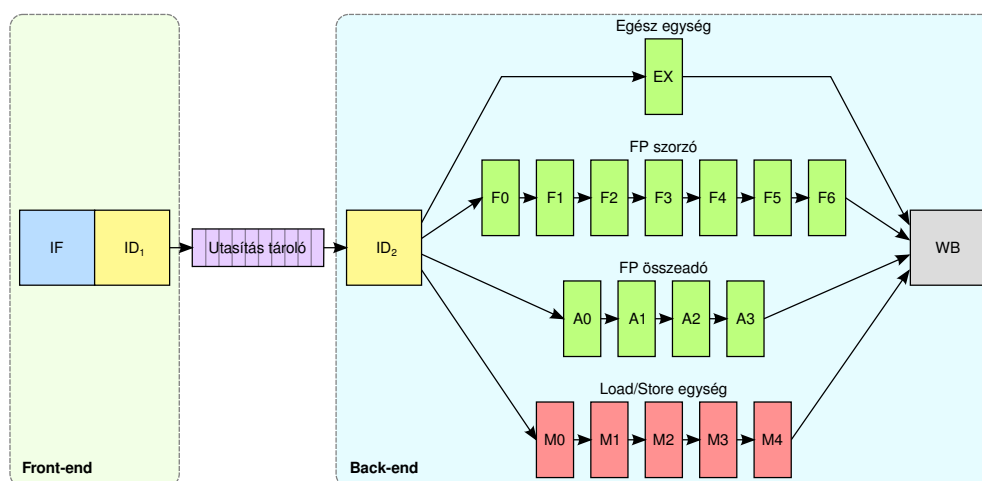 Egész egység
EX
FP szorzó
F0 F1 F2 F3 F4 F5 F6
IF ID₁ Utasítás tároló ID₂ WB
FP összeadó
A0 A1 A2 A3
Load/Store egység
M0 M1 M2 M3 M4
Front-end Back-end